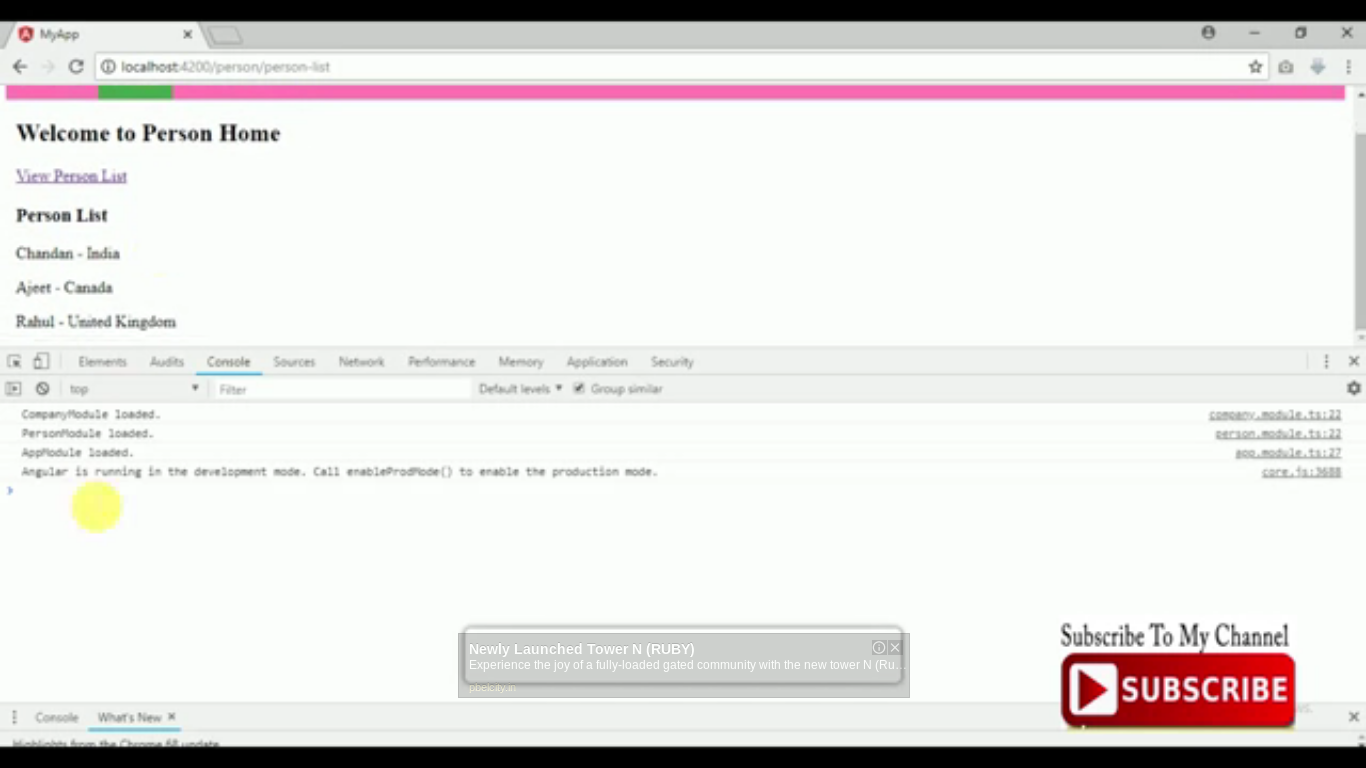 MyApp
localhost:4200/person/person-list
Welcome to Person Home
View Person List
Person List
Chandan - India
Ajeet - Canada
Rahul - United Kingdom
Elements Audits Console Sources Network Performance Memory Application Security
top Filter Default levels Group similar
CompanyModule loaded. company.module.ts:22
PersonModule loaded. person.module.ts:22
AppModule loaded. app.module.ts:27
Angular is running in the development mode. Call enableProdMode() to enable the production mode. core.js:3688
Subscribe To My Channel
Newly Launched Tower N (RUBY)
Experience the joy of a fully-loaded gated community with the new tower N (Ru...
pbelcity.in
SUBSCRIBE
Console What's New
Highlights from the Chrome 68 update